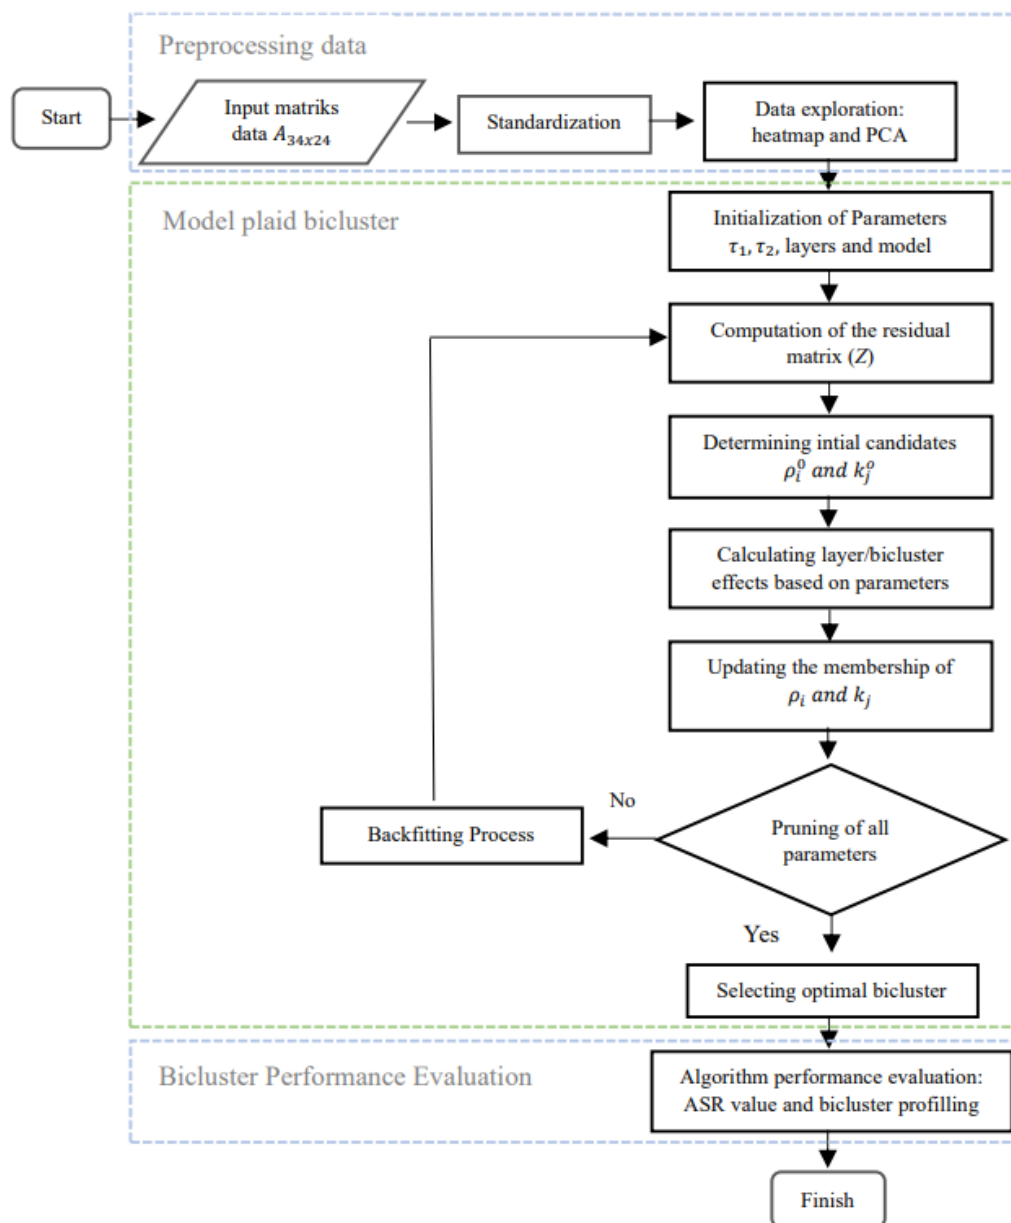 Preprocessing data
Start
Input matriks
data A₃₄ₓ₂₄
Standardization
Data exploration:
heatmap and PCA
Model plaid bicluster
Initialization of Parameters
τ₁, τ₂, layers and model
Computation of the residual
matrix (Z)
Determining intial candidates
ρᵢ⁰ and kⱼᵒ
Calculating layer/bicluster
effects based on parameters
Updating the membership of
ρᵢ and kⱼ
Pruning of all
parameters
No
Backfitting Process
Yes
Selecting optimal bicluster
Bicluster Performance Evaluation
Algorithm performance evaluation:
ASR value and bicluster profilling
Finish